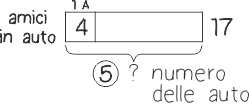 1 A
amici
in auto 4 17
5 ? numero
delle auto